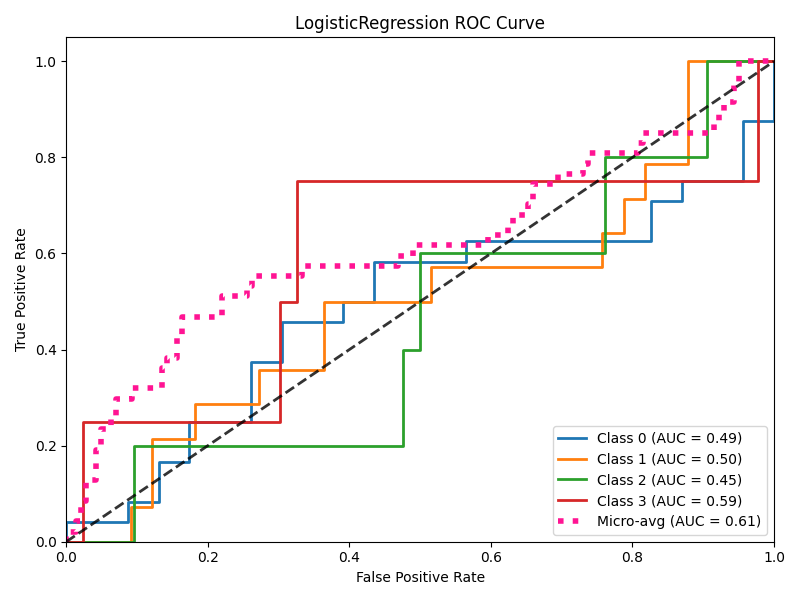 LogisticRegression ROC Curve
True Positive Rate
1.0
0.8
0.6
0.4
0.2
0.0
Class 0 (AUC = 0.49)
Class 1 (AUC = 0.50)
Class 2 (AUC = 0.45)
Class 3 (AUC = 0.59)
Micro-avg (AUC = 0.61)
0.0 0.2 0.4 0.6 0.8 1.0
False Positive Rate